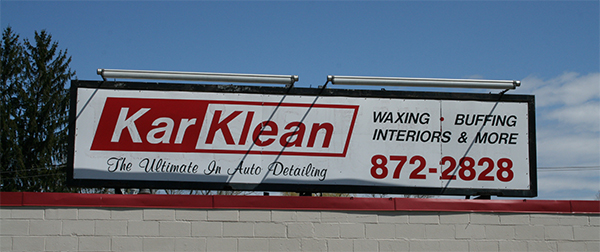 KarKlean
The Ultimate In Auto Detailing
WAXING • BUFFING
INTERIORS & MORE
872-2828